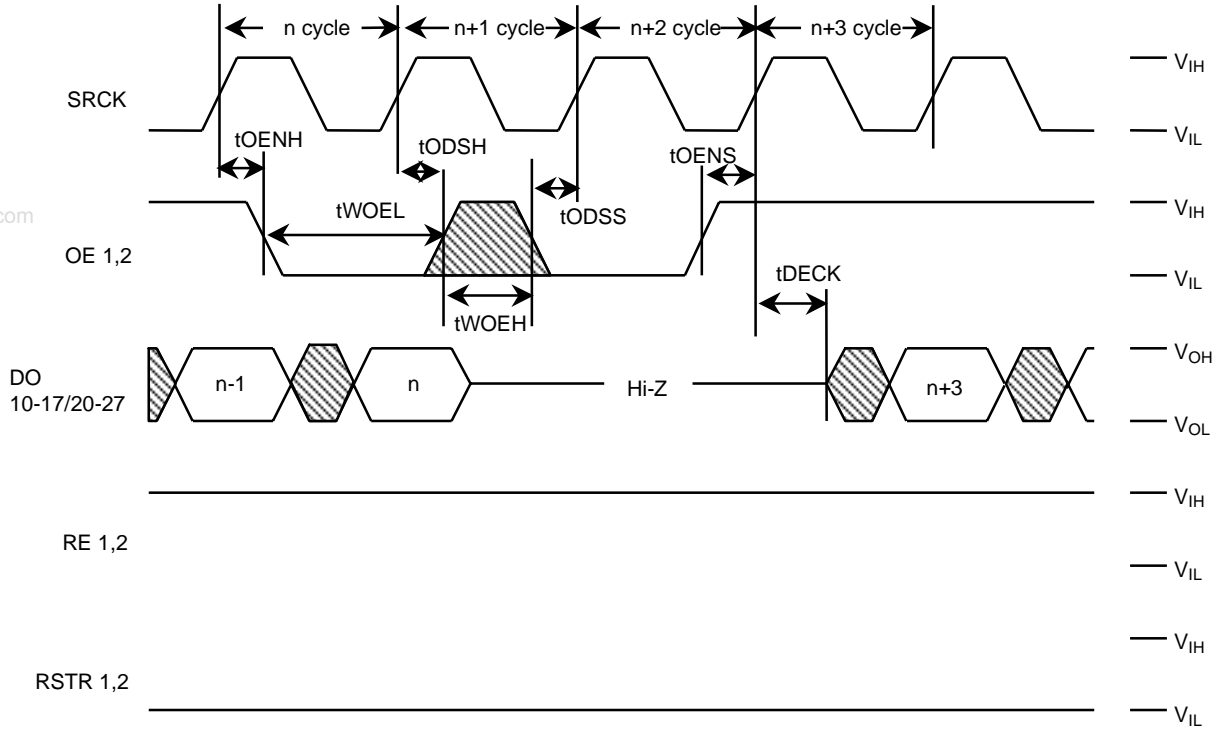 n cycle n+1 cycle n+2 cycle n+3 cycle
SRCK
VIH
VIL
tOENH
tODSH
tOENS
com
tWOEL
tODSS
VIH
OE 1,2
VIL
tDECK
tWOEH
DO
10-17/20-27
n-1
n
Hi-Z
n+3
VOH
VOL
RE 1,2
VIH
VIL
RSTR 1,2
VIH
VIL